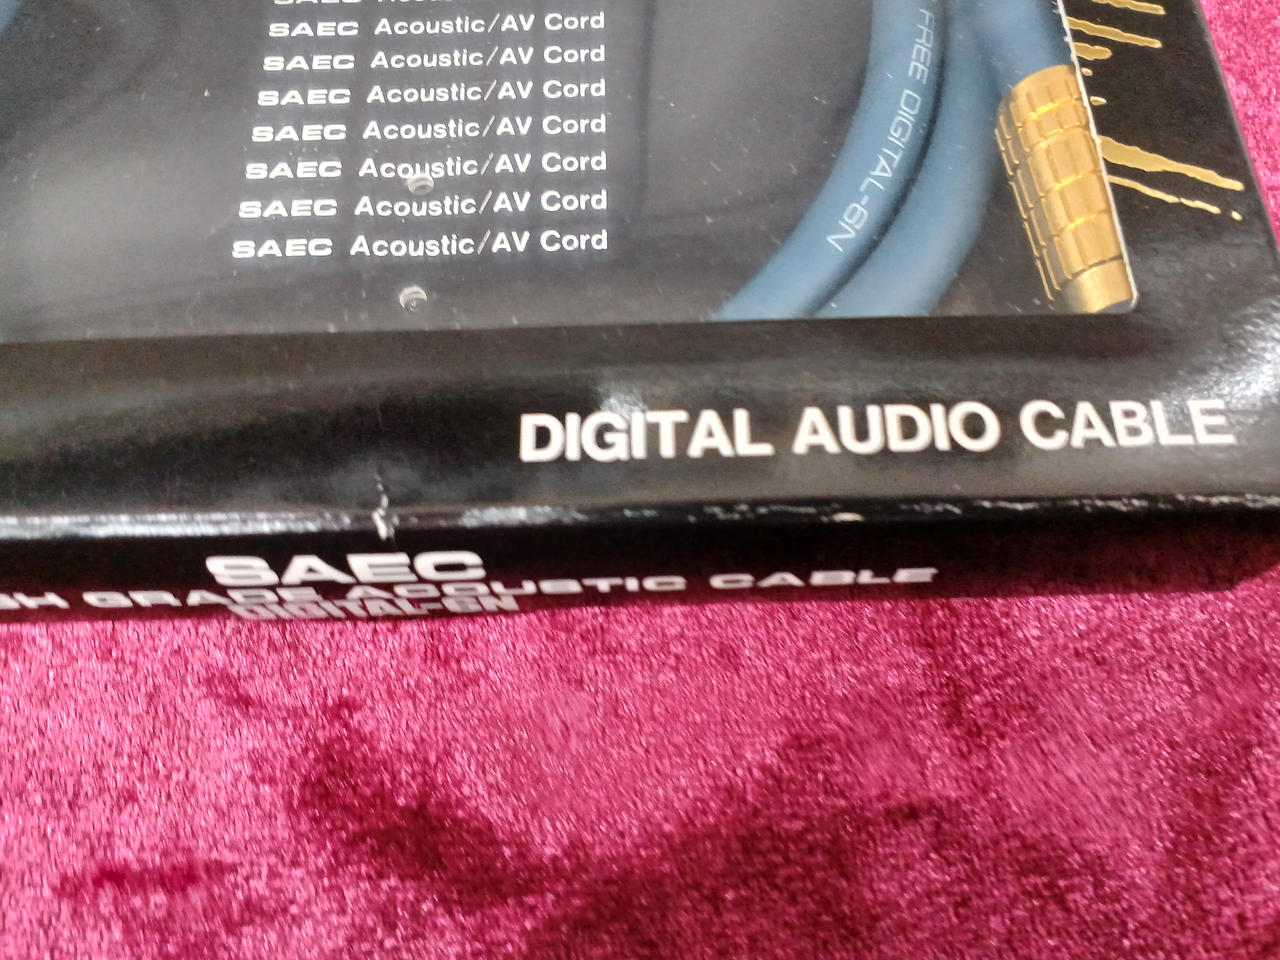 SAEC Acoustic/AV Cord
SAEC Acoustic/AV Cord
SAEC Acoustic/AV Cord
SAEC Acoustic/AV Cord
SAEC Acoustic/AV Cord
SAEC Acoustic/AV Cord
SAEC Acoustic/AV Cord
FREE DIGITAL-6N
DIGITAL AUDIO CABLE
SAEC
GRADE ACOUSTIC CABLE
DIGITAL-6N